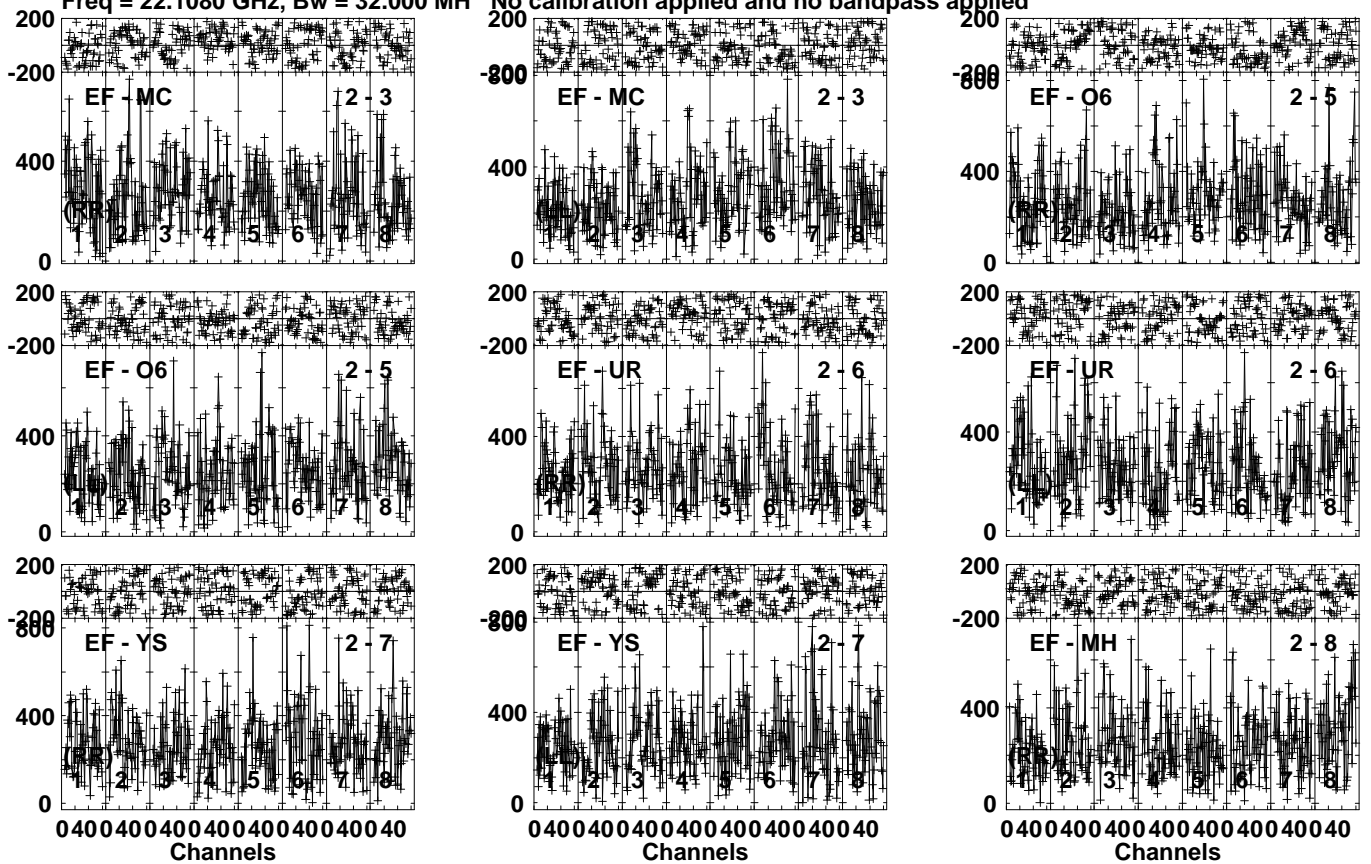 Freq = 22.1080 GHz, Bw = 32.000 MH No calibration applied and no bandpass applied
200 200 200
-200 -200 -200
800 800
EF - MC 2 - 3 EF - MC 2 - 3 EF - O6 2 - 5
400 400 400
(RR) (LL) (RR)
1 2 3 4 5 6 7 8 1 2 3 4 5 6 7 8 1 2 3 4 5 6 7 8
0 0 0
200 200 200
-200 -200 -200
EF - O6 2 - 5 EF - UR 2 - 6 EF - UR 2 - 6
400 400 400
(LL) (RR) (LL)
1 2 3 4 5 6 7 8 1 2 3 4 5 6 7 8 1 2 3 4 5 6 7 8
0 0 0
200 200 200
-200 -200 -200
800 800
EF - YS 2 - 7 EF - YS 2 - 7 EF - MH 2 - 8
400 400 400
(RR) (LL) (RR)
1 2 3 4 5 6 7 8 1 2 3 4 5 6 7 8 1 2 3 4 5 6 7 8
0 0 0
0 40 0 40 0 40 0 40 0 40 0 40 0 40 0 40 0 40 0 40 0 40 0 40 0 40 0 40 0 40 0 40 0 40 0 40 0 40 0 40 0 40 0 40 0 40 0 40
Channels Channels Channels